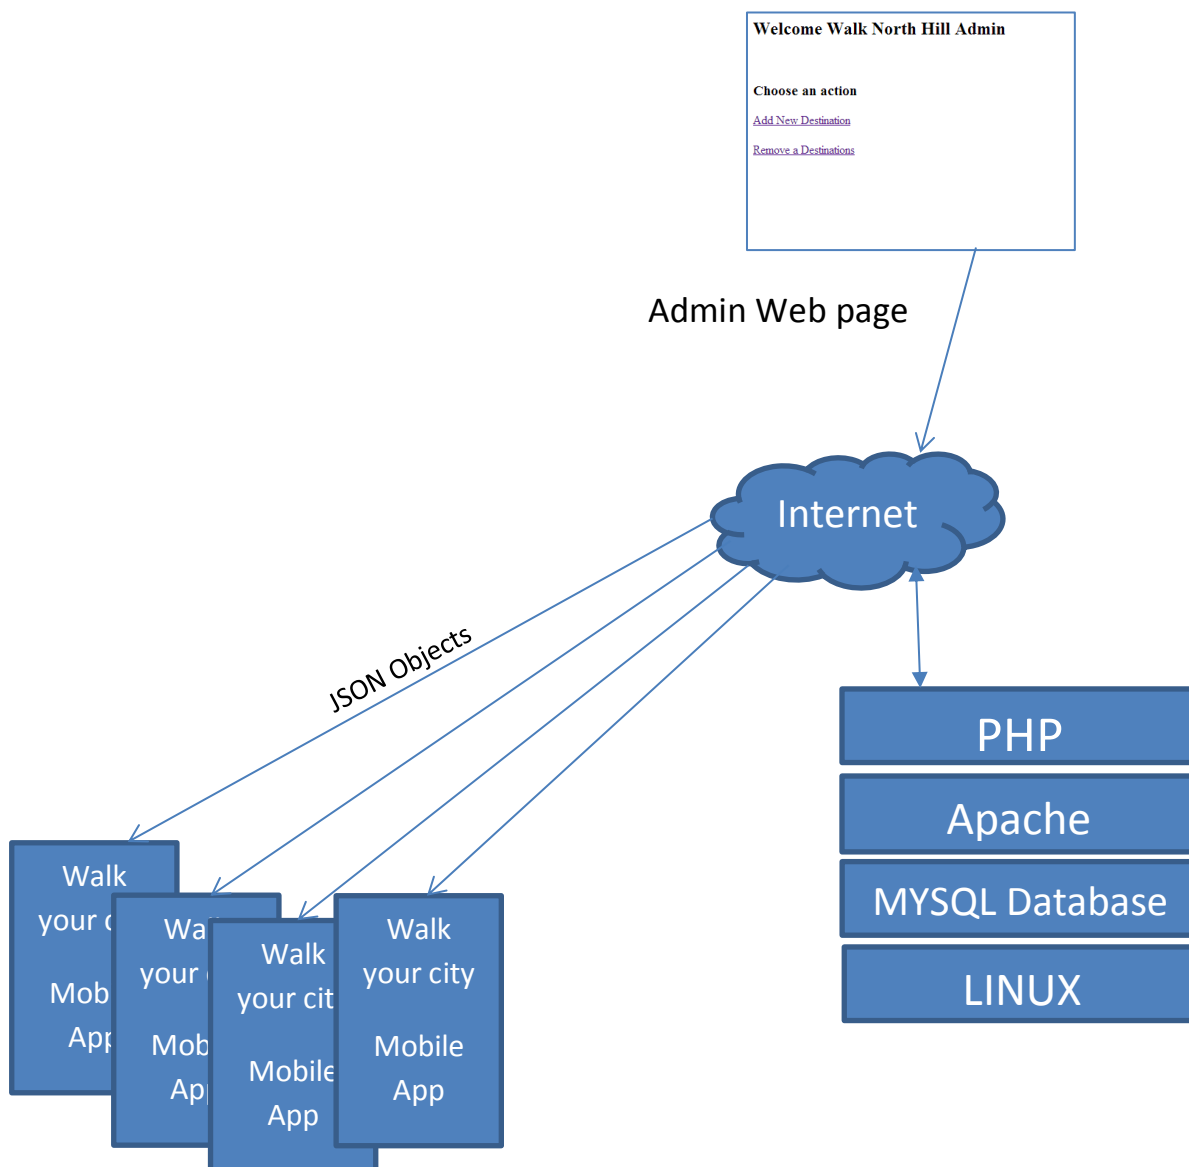 Welcome Walk North Hill Admin
Choose an action
Add New Destination
Remove a Destinations
Admin Web page
Internet
JSON Objects
PHP
Apache
MYSQL Database
LINUX
Walk
your
Mob
App
Wa
your
Mob
Ap
Walk
your cit
Mobile
App
Walk
your city
Mobile
App